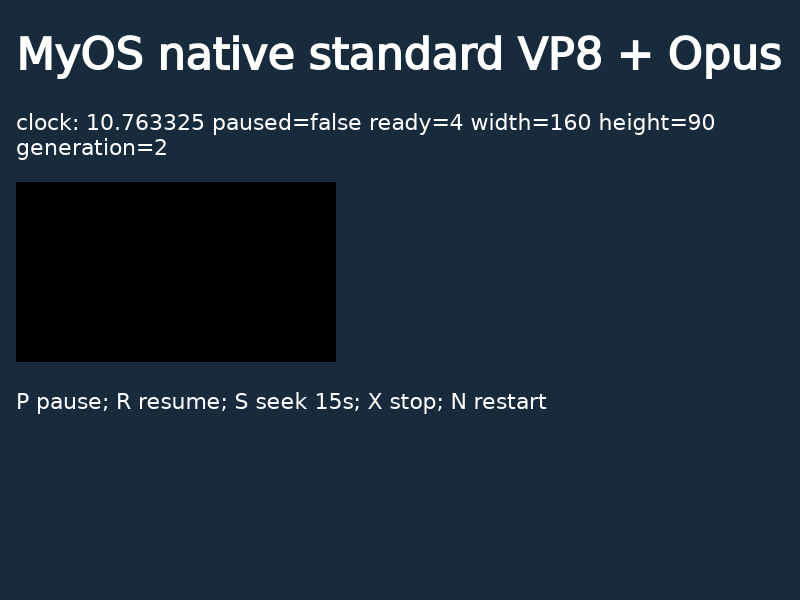 MyOS native standard VP8 + Opus
clock: 10.763325 paused=false ready=4 width=160 height=90
generation=2
P pause; R resume; S seek 15s; X stop; N restart